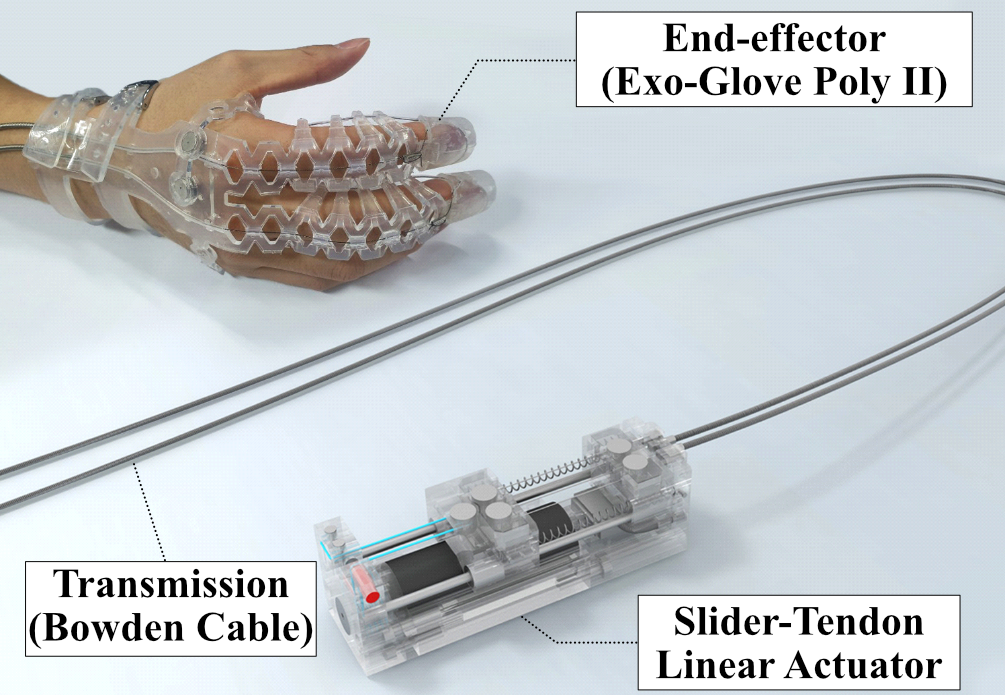 End-effector
(Exo-Glove Poly II)
Transmission
(Bowden Cable)
Slider-Tendon
Linear Actuator